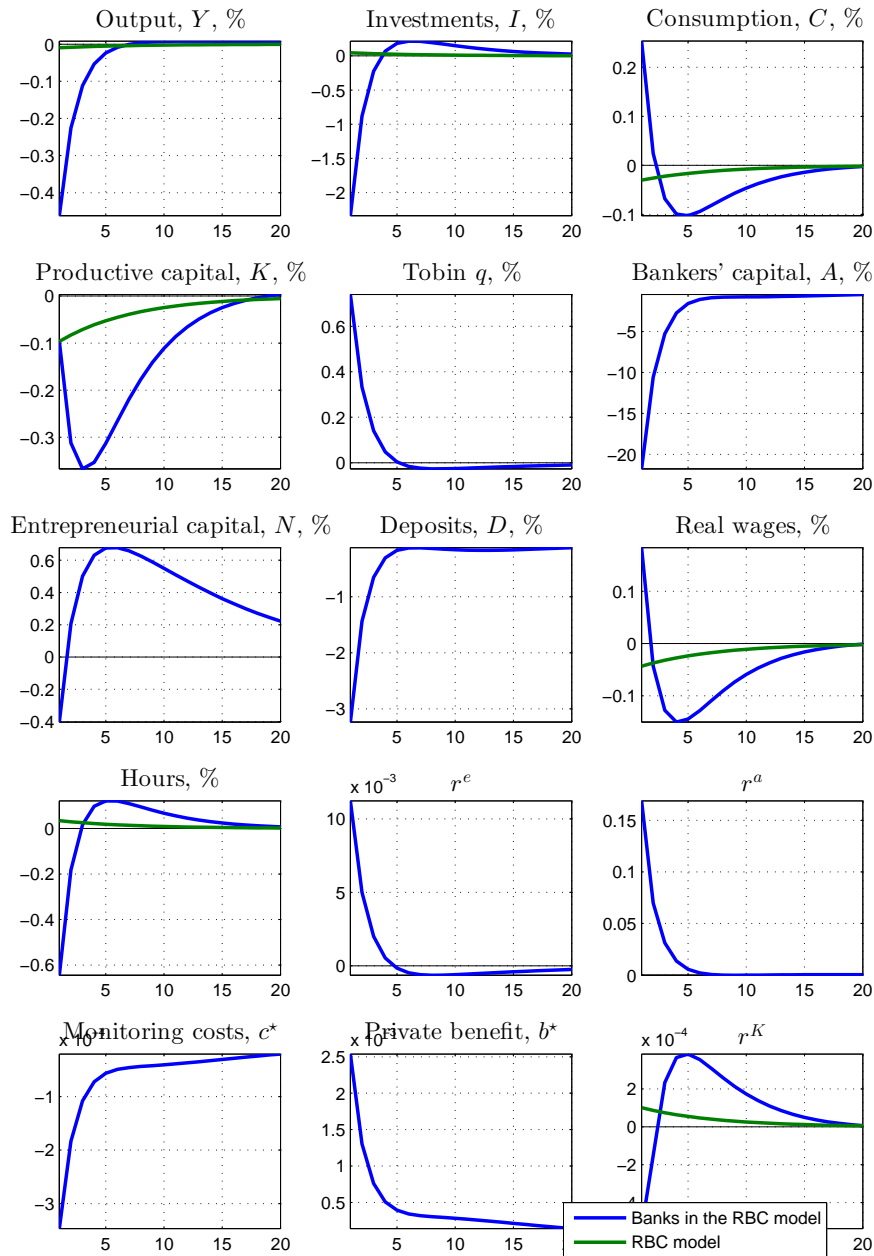 Output, Y, %
Investments, I, %
Consumption, C, %
0
−0.1
−0.2
−0.3
−0.4
5 10 15 20
0
−0.5
−1
−1.5
−2
5 10 15 20
0.2
0.1
0
−0.1
5 10 15 20
Productive capital, K, %
Tobin q, %
Bankers' capital, A, %
0
−0.1
−0.2
−0.3
5 10 15 20
0.6
0.4
0.2
0
5 10 15 20
−5
−10
−15
−20
5 10 15 20
Entrepreneurial capital, N, %
Deposits, D, %
Real wages, %
0.6
0.4
0.2
0
−0.2
−0.4
5 10 15 20
−1
−2
−3
5 10 15 20
0.1
0
−0.1
5 10 15 20
Hours, %
r^e
r^a
0
−0.2
−0.4
−0.6
5 10 15 20
x 10^−3
10
5
0
5 10 15 20
0.15
0.1
0.05
0
5 10 15 20
Monitoring costs, c⋆
Private benefit, b⋆
r^K
x 10
−1
−2
−3
5 10 15 20
x 10^−3
2.5
2
1.5
1
0.5
5 10 15 20
x 10^−4
2
0
−2
−4
5 10 15 20
Banks in the RBC model
RBC model